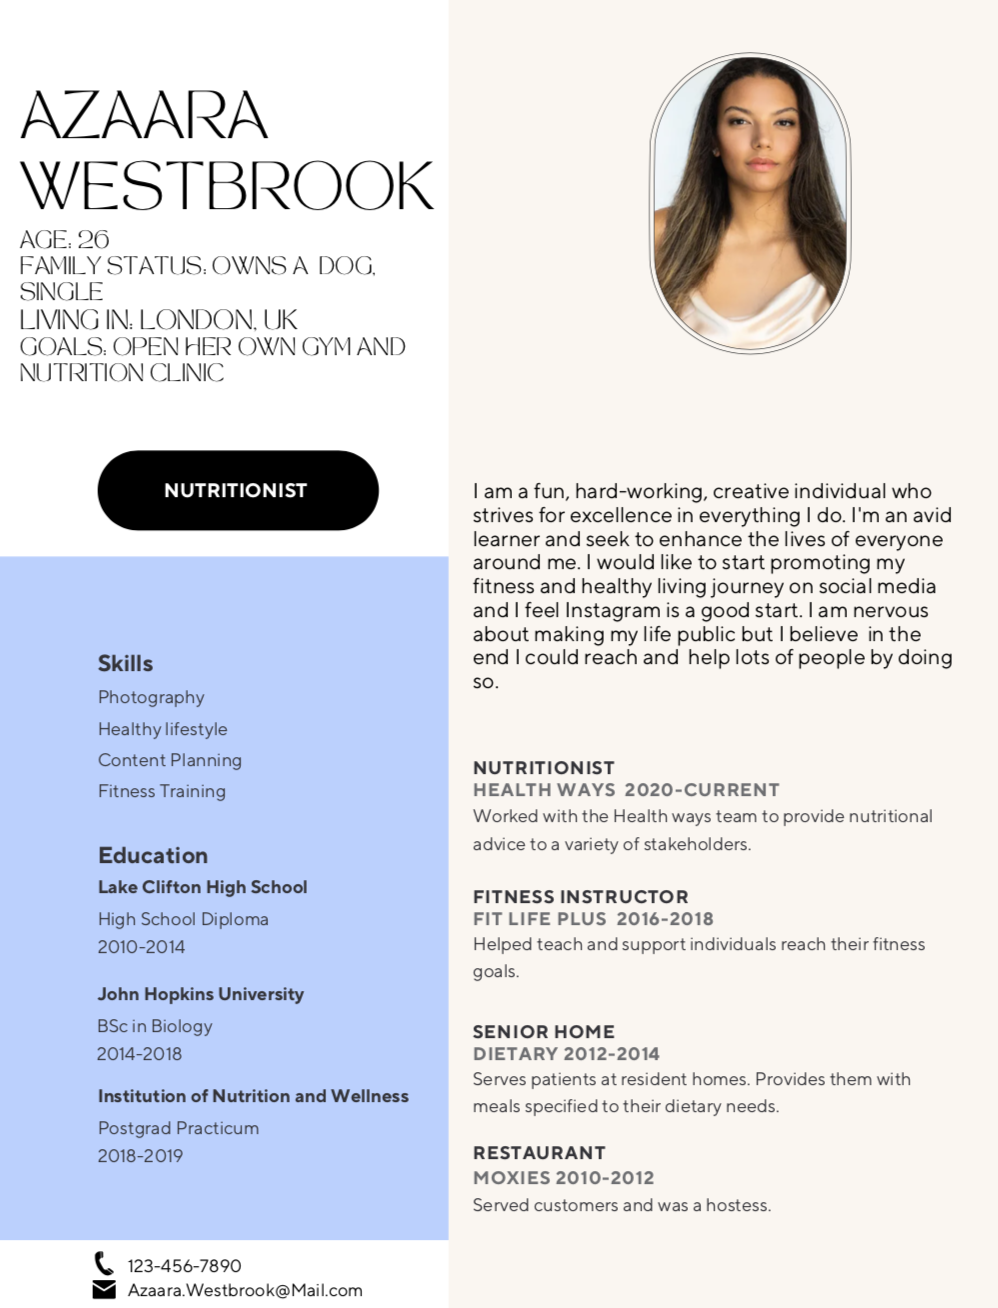 AZAARA
WESTBROOK
AGE: 26
FAMILY STATUS: OWNS A DOG,
SINGLE
LIVING IN: LONDON, UK
GOALS: OPEN HER OWN GYM AND
NUTRITION CLINIC
NUTRITIONIST
Skills
Photography
Healthy lifestyle
Content Planning
Fitness Training
Education
Lake Clifton High School
High School Diploma
2010-2014
John Hopkins University
BSc in Biology
2014-2018
Institution of Nutrition and Wellness
Postgrad Practicum
2018-2019
123-456-7890
Azaara.Westbrook@Mail.com
I am a fun, hard-working, creative individual who
strives for excellence in everything I do. I'm an avid
learner and seek to enhance the lives of everyone
around me. I would like to start promoting my
fitness and healthy living journey on social media
and I feel Instagram is a good start. I am nervous
about making my life public but I believe in the
end I could reach and help lots of people by doing
so.
NUTRITIONIST
HEALTH WAYS 2020-CURRENT
Worked with the Health ways team to provide nutritional
advice to a variety of stakeholders.
FITNESS INSTRUCTOR
FIT LIFE PLUS 2016-2018
Helped teach and support individuals reach their fitness
goals.
SENIOR HOME
DIETARY 2012-2014
Serves patients at resident homes. Provides them with
meals specified to their dietary needs.
RESTAURANT
MOXIES 2010-2012
Served customers and was a hostess.